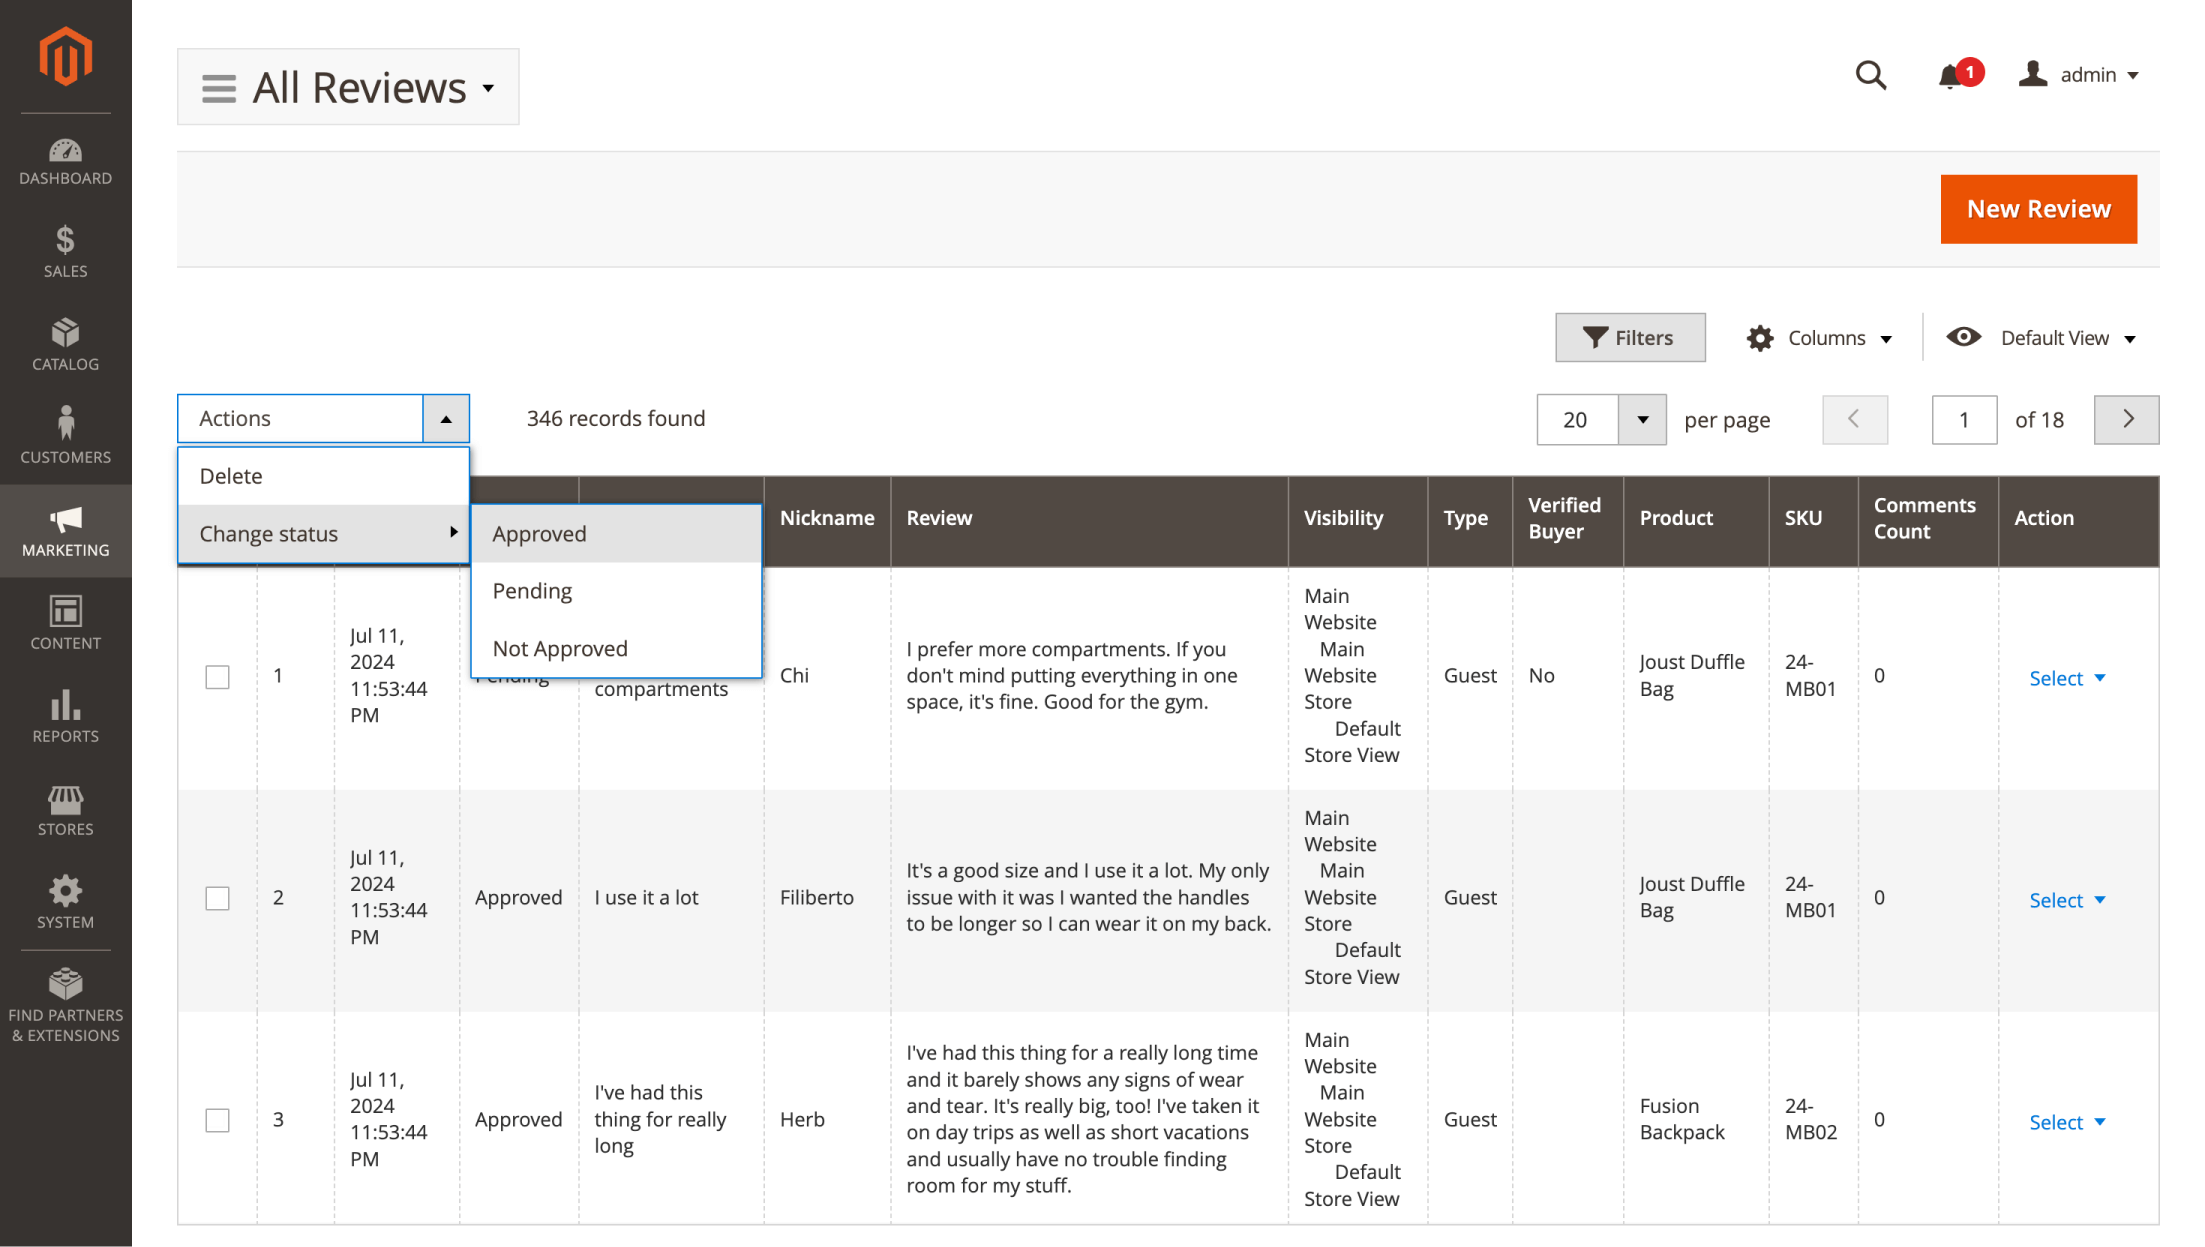 All Reviews
1
admin
DASHBOARD
SALES
CATALOG
CUSTOMERS
MARKETING
CONTENT
REPORTS
STORES
SYSTEM
FIND PARTNERS
& EXTENSIONS
New Review
Filters
Columns
Default View
Actions
346 records found
20
per page
1
of 18
Delete
Change status
Approved
Pending
Not Approved
Nickname
Review
Visibility
Type
Verified
Buyer
Product
SKU
Comments
Count
Action
1
Jul 11,
2024
11:53:44
PM
Pending
compartments
Chi
I prefer more compartments. If you
don't mind putting everything in one
space, it's fine. Good for the gym.
Main
Website
Main
Website
Store
Default
Store View
Guest
No
Joust Duffle
Bag
24-
MB01
0
Select
2
Jul 11,
2024
11:53:44
PM
Approved
I use it a lot
Filiberto
It's a good size and I use it a lot. My only
issue with it was I wanted the handles
to be longer so I can wear it on my back.
Main
Website
Main
Website
Store
Default
Store View
Guest
Joust Duffle
Bag
24-
MB01
0
Select
3
Jul 11,
2024
11:53:44
PM
Approved
I've had this
thing for really
long
Herb
I've had this thing for a really long time
and it barely shows any signs of wear
and tear. It's really big, too! I've taken it
on day trips as well as short vacations
and usually have no trouble finding
room for my stuff.
Main
Website
Main
Website
Store
Default
Store View
Guest
Fusion
Backpack
24-
MB02
0
Select